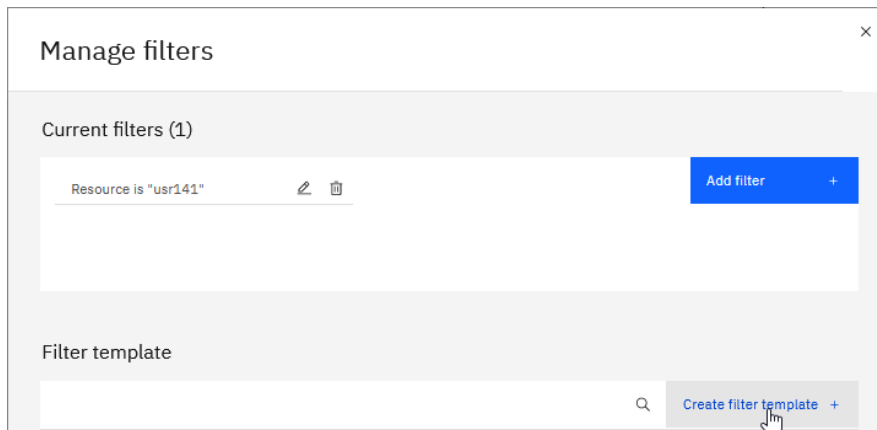 Manage filters
Current filters (1)
Resource is "usr141"
Add filter +
Filter template
Create filter template +